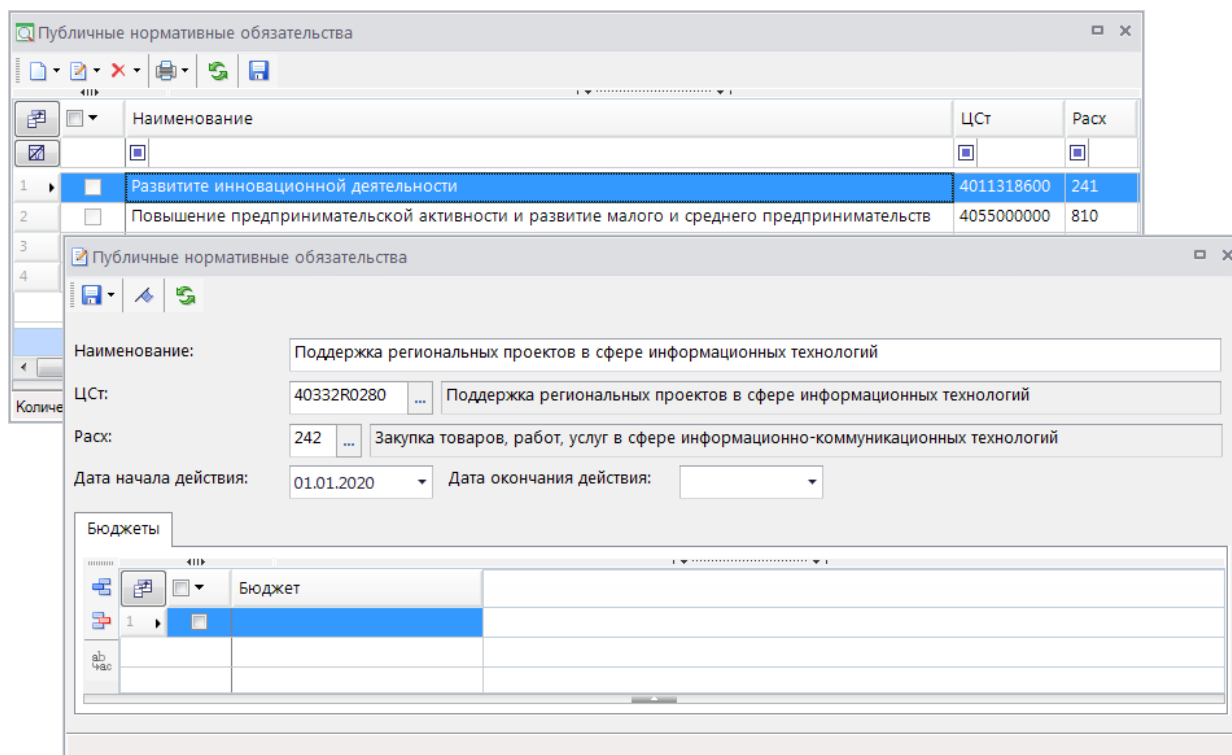 Публичные нормативные обязательства
Наименование ЦСт Расх
1 Развитите инновационной деятельности 4011318600 241
2 Повышение предпринимательской активности и развитие малого и среднего предпринимательств 4055000000 810
3
4
Количе
Публичные нормативные обязательства
Наименование: Поддержка региональных проектов в сфере информационных технологий
ЦСт: 40332R0280 ... Поддержка региональных проектов в сфере информационных технологий
Расх: 242 ... Закупка товаров, работ, услуг в сфере информационно-коммуникационных технологий
Дата начала действия: 01.01.2020 Дата окончания действия:
Бюджеты
Бюджет
1
ab
ac